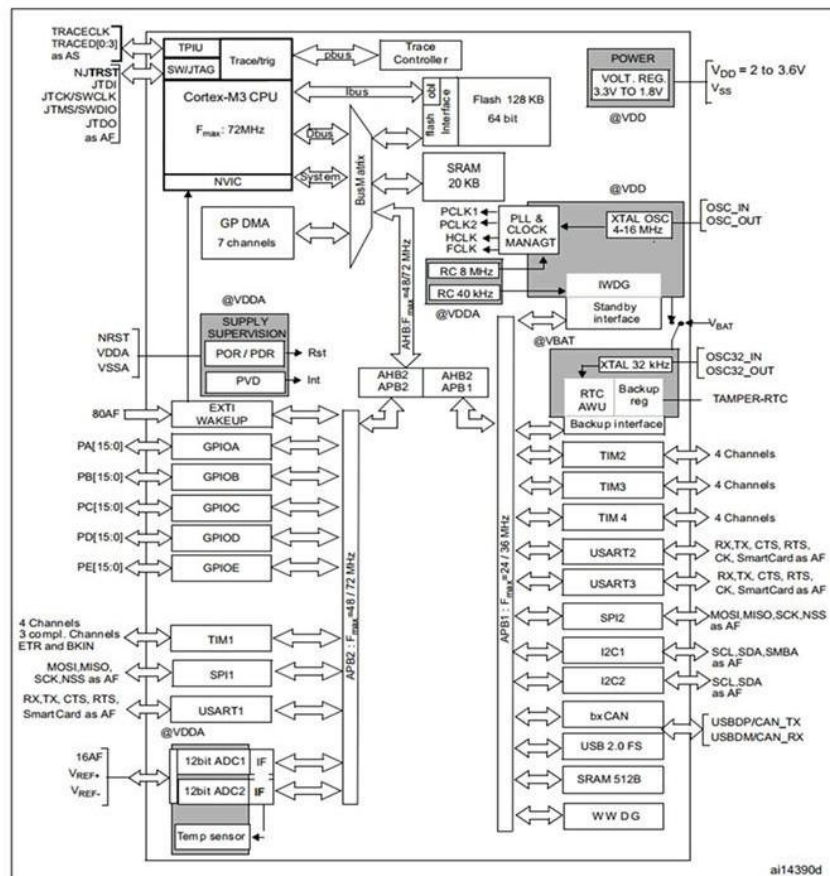 TRACECLK
TRACED[0:3]
as AS
NJTRST
JTDI
JTCK/SWCLK
JTMS/SWDIO
JTDO
as AF
TPIU
SW/JTAG
Trace/trig
Cortex-M3 CPU
Fmax: 72MHz
NVIC
pbus
Trace
Controller
Ibus
Dbus
System
BusMatrix
flash obl
Interface
Flash 128 KB
64 bit
SRAM
20 KB
GP DMA
7 channels
POWER
VOLT. REG.
3.3V TO 1.8V
@VDD
VDD = 2 to 3.6V
VSS
@VDD
PCLK1
PCLK2
HCLK
FCLK
PLL &
CLOCK
MANAGT
XTAL OSC
4-16 MHz
OSC_IN
OSC_OUT
RC 8 MHz
RC 40 kHz
@VDDA
IWDG
Standby
interface
VBAT
@VBAT
XTAL 32 kHz
OSC32_IN
OSC32_OUT
RTC
AWU
Backup
reg
Backup interface
TAMPER-RTC
AHB:Fmax=48/72 MHz
@VDDA
SUPPLY
SUPERVISION
NRST
VDDA
VSSA
POR / PDR
Rst
PVD
Int
AHB2
APB2
AHB2
APB1
80AF
EXTI
WAKEUP
PA[15:0]
GPIOA
PB[15:0]
GPIOB
PC[15:0]
GPIOC
PD[15:0]
GPIOD
PE[15:0]
GPIOE
APB2 : Fmax=48 / 72 MHz
APB1 : Fmax=24 / 36 MHz
4 Channels
3 compl. Channels
ETR and BKIN
TIM1
MOSI,MISO,
SCK,NSS as AF
SPI1
RX,TX, CTS, RTS,
SmartCard as AF
USART1
@VDDA
16AF
VREF+
VREF-
12bit ADC1 IF
12bit ADC2 IF
Temp sensor
TIM2
4 Channels
TIM3
4 Channels
TIM 4
4 Channels
USART2
RX,TX, CTS, RTS,
CK, SmartCard as AF
USART3
RX,TX, CTS, RTS,
CK, SmartCard as AF
SPI2
MOSI,MISO,SCK,NSS
as AF
I2C1
SCL,SDA,SMBA
as AF
I2C2
SCL,SDA
as AF
bxCAN
USBDP/CAN_TX
USBDM/CAN_RX
USB 2.0 FS
SRAM 512B
WW DG
ai14390d